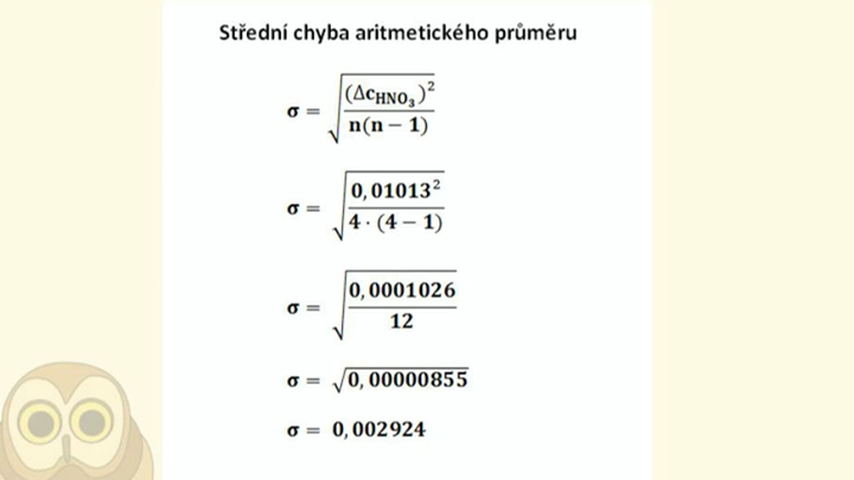 Střední chyba aritmetického průměru
σ = √((Δc_HNO₃)² / n(n − 1))
σ = √(0,01013² / 4 · (4 − 1))
σ = √(0,0001026 / 12)
σ = √0,00000855
σ = 0,002924